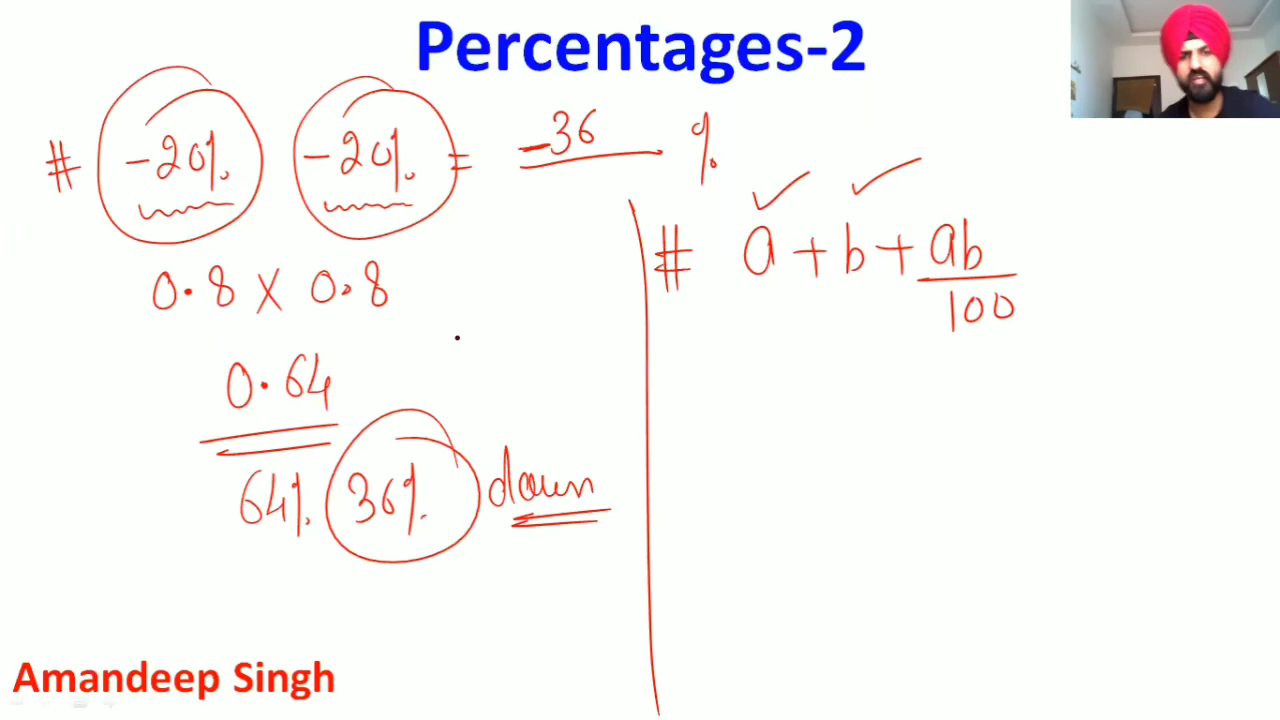 Percentages-2
# -20% -20% = -36 %
0.8 X 0.8
0.64
64% 36% down
# a + b + ab
100
Amandeep Singh